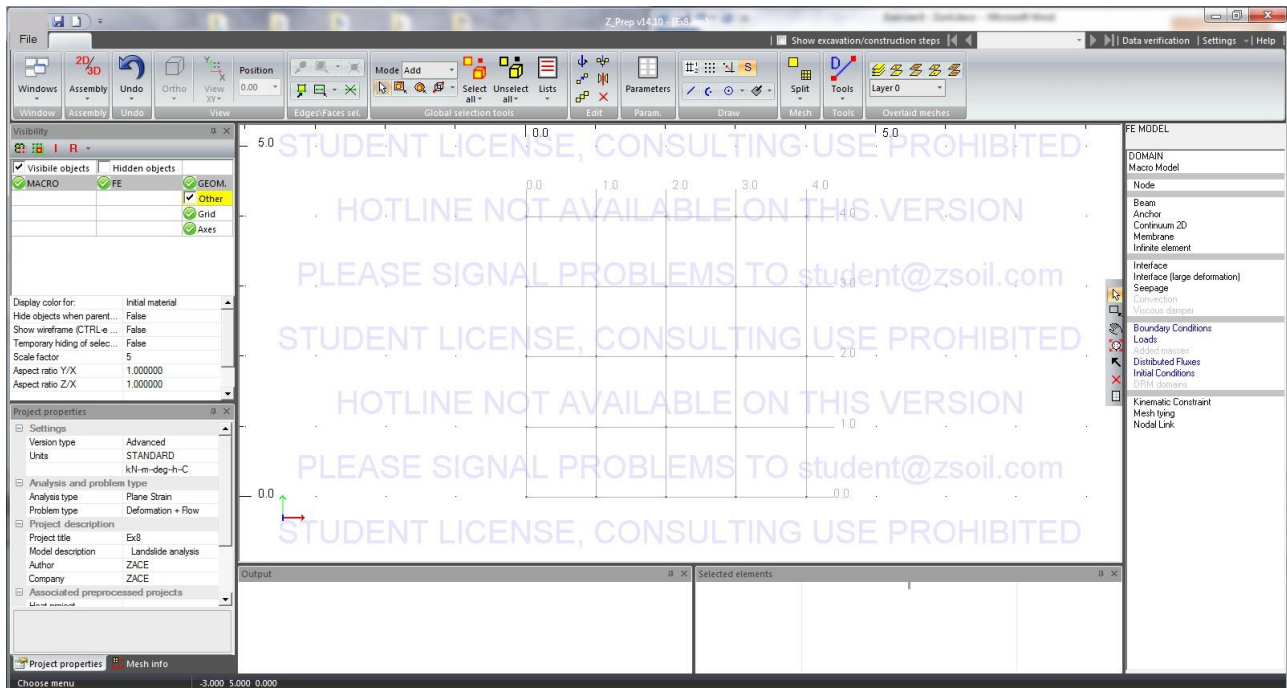 Z_Prep v14.10 - [Ex8.inp]
File
Show excavation/construction steps
Data verification | Settings | Help
Windows
Assembly
Undo
Ortho
View
XY
Position
0.00
Mode Add
Select all
Unselect all
Lists
Parameters
Split
Tools
Layer 0
Window
Assembly
Undo
View
Edges\Faces sel.
Global selection tools
Edit
Param.
Draw
Mesh
Tools
Overlaid meshes
Visibility
I R
Visibile objects
Hidden objects
MACRO
FE
GEOM.
Other
Grid
Axes
Display color for: Initial material
Hide objects when parent... False
Show wireframe (CTRL-e ... False
Temporary hiding of selec... False
Scale factor 5
Aspect ratio Y/X 1.000000
Aspect ratio Z/X 1.000000
Project properties
Settings
Version type Advanced
Units STANDARD
kN-m-deg-h-C
Analysis and problem type
Analysis type Plane Strain
Problem type Deformation + Flow
Project description
Project title Ex8
Model description Landslide analysis
Author ZACE
Company ZACE
Associated preprocessed projects
Heat project
Project properties
Mesh info
Choose menu
-3.000 5.000 0.000
5.0
0.0
5.0
STUDENT LICENSE, CONSULTING USE PROHIBITED
0.0 1.0 2.0 3.0 4.0
HOTLINE NOT AVAILABLE ON THIS VERSION
4.0
PLEASE SIGNAL PROBLEMS TO student@zsoil.com
3.0
STUDENT LICENSE, CONSULTING USE PROHIBITED
2.0
HOTLINE NOT AVAILABLE ON THIS VERSION
1.0
PLEASE SIGNAL PROBLEMS TO student@zsoil.com
0.0
0.0
STUDENT LICENSE, CONSULTING USE PROHIBITED
Output
Selected elements
FE MODEL
DOMAIN
Macro Model
Node
Beam
Anchor
Continuum 2D
Membrane
Infinite element
Interface
Interface (large deformation)
Seepage
Convection
Viscous damper
Boundary Conditions
Loads
Added masses
Distributed Fluxes
Initial Conditions
DRM domains
Kinematic Constraint
Mesh tying
Nodal Link